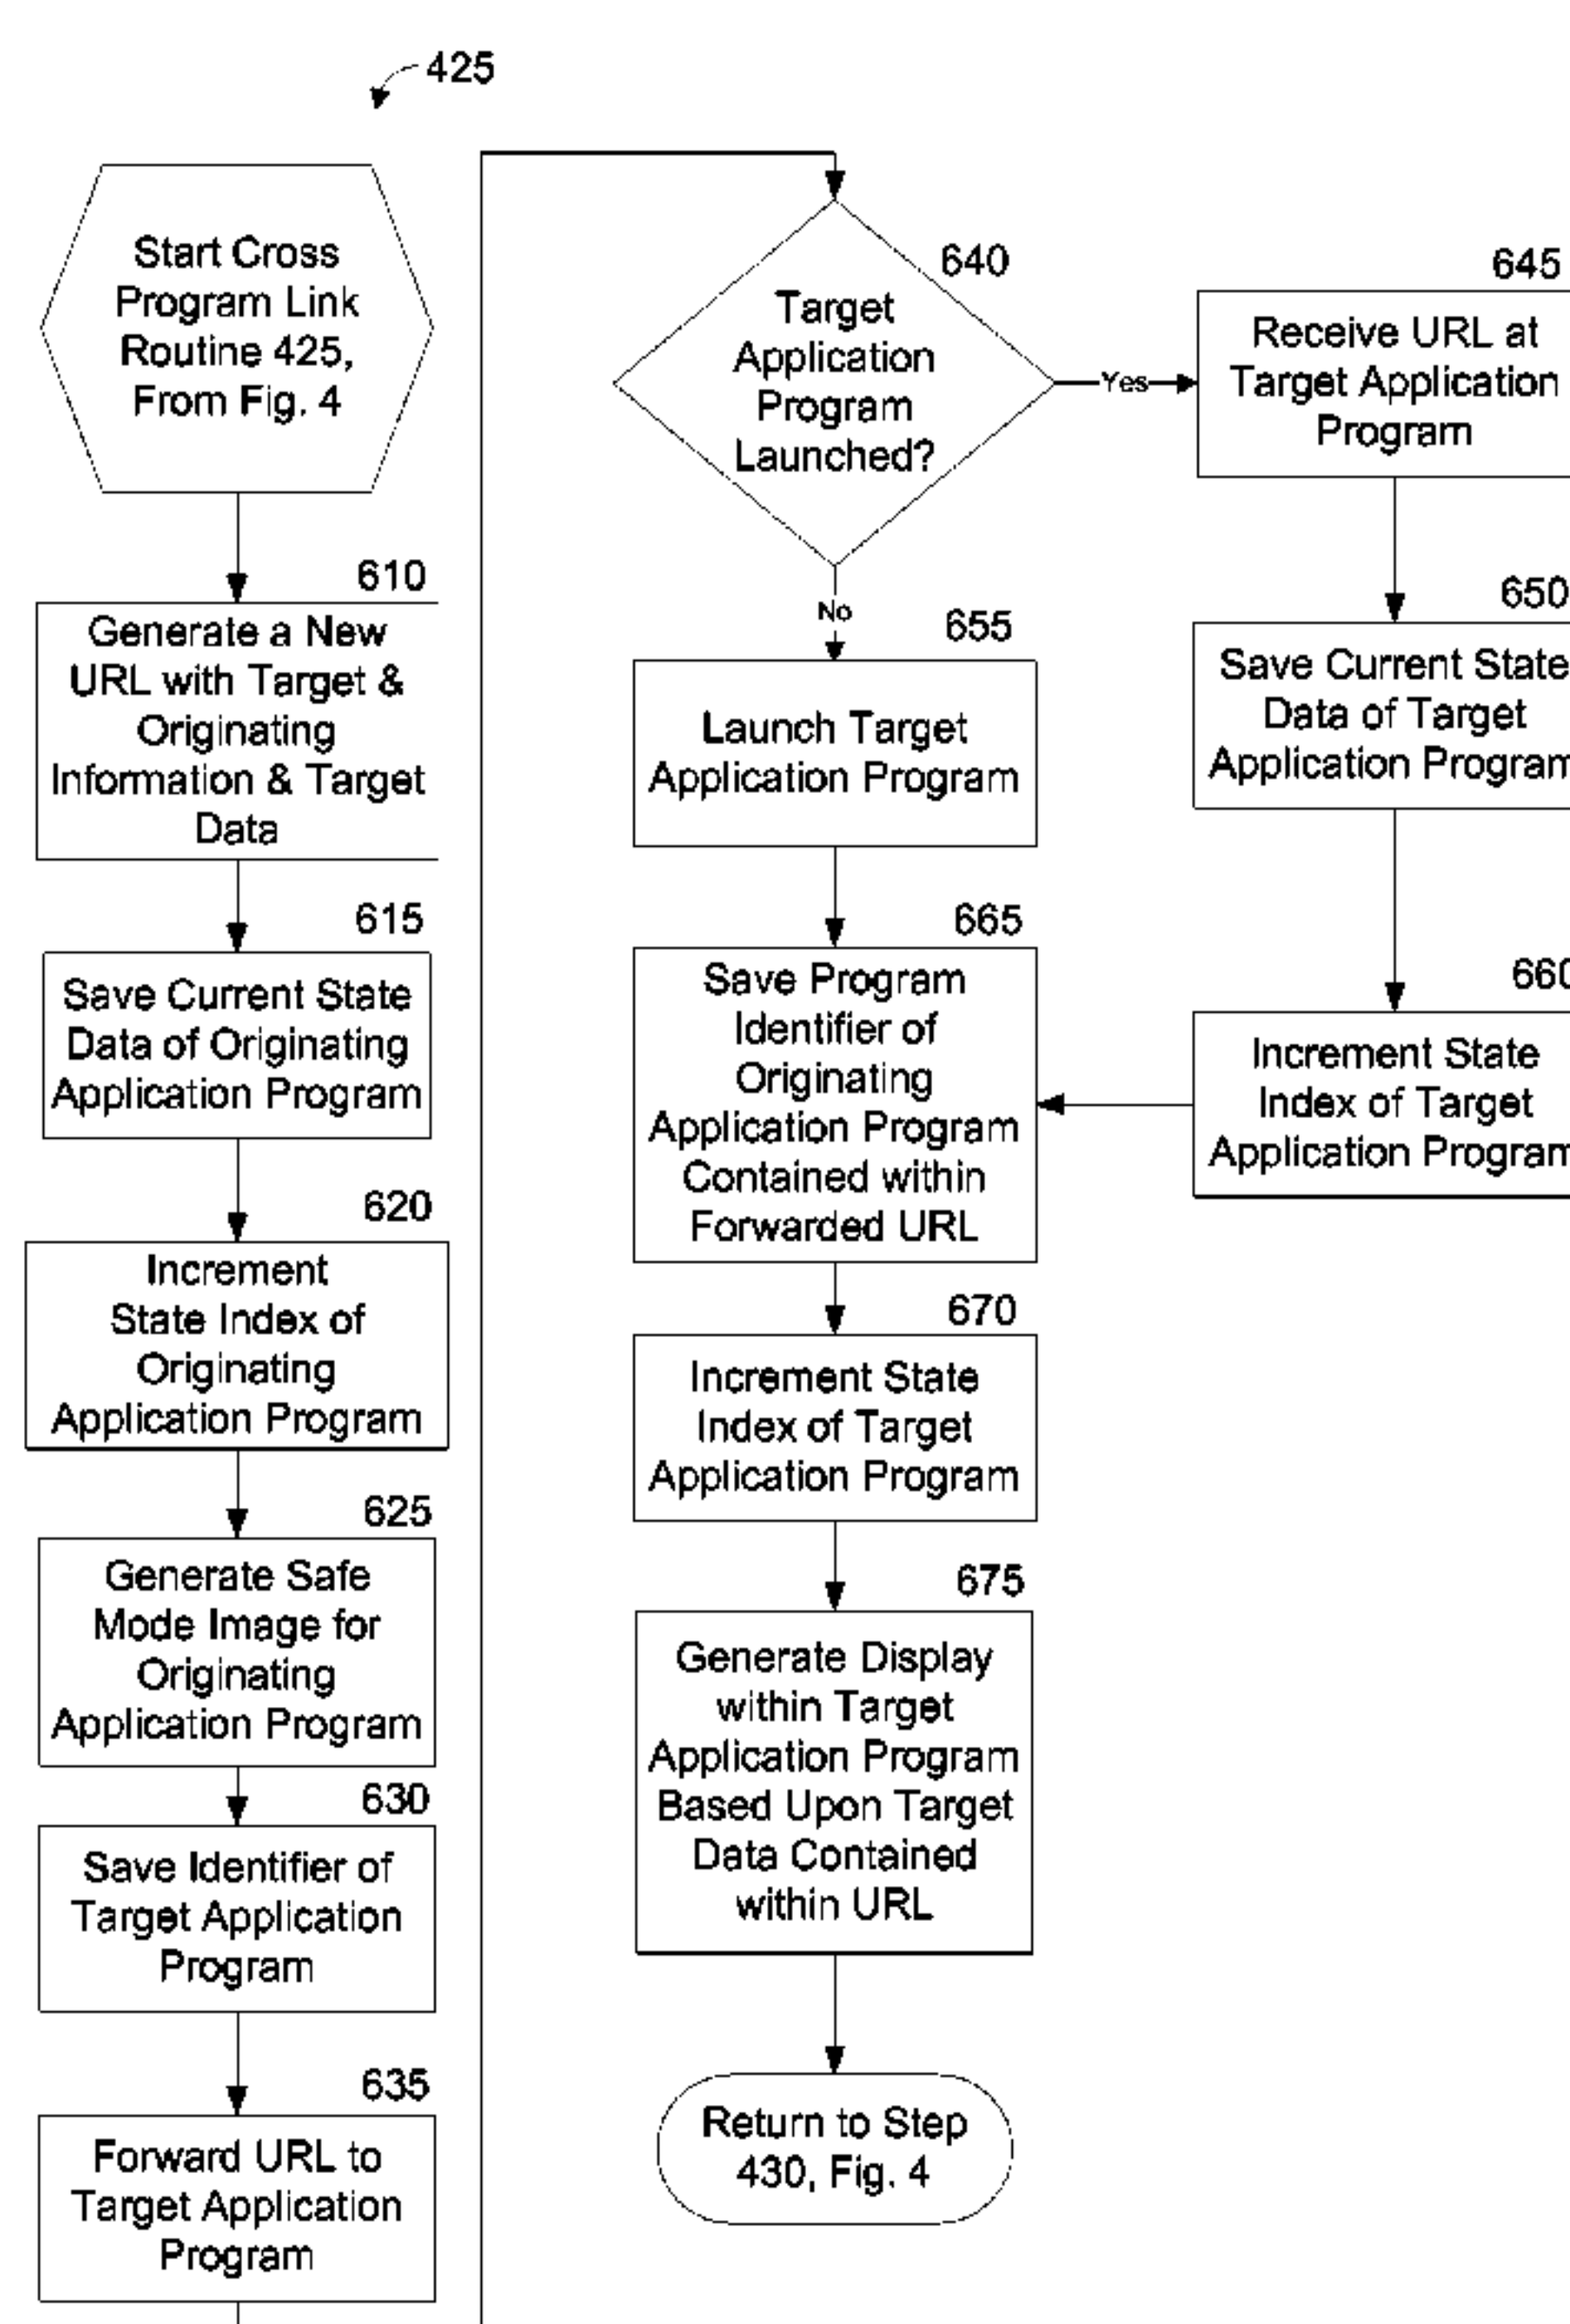 425
Start Cross
Program Link
Routine 425,
From Fig. 4
610
Generate a New
URL with Target &
Originating
Information & Target
Data
615
Save Current State
Data of Originating
Application Program
620
Increment
State Index of
Originating
Application Program
625
Generate Safe
Mode Image for
Originating
Application Program
630
Save Identifier of
Target Application
Program
635
Forward URL to
Target Application
Program
640
Target
Application
Program
Launched?
Yes
No
645
Receive URL at
Target Application
Program
650
Save Current State
Data of Target
Application Program
660
Increment State
Index of Target
Application Program
655
Launch Target
Application Program
665
Save Program
Identifier of
Originating
Application Program
Contained within
Forwarded URL
670
Increment State
Index of Target
Application Program
675
Generate Display
within Target
Application Program
Based Upon Target
Data Contained
within URL
Return to Step
430, Fig. 4